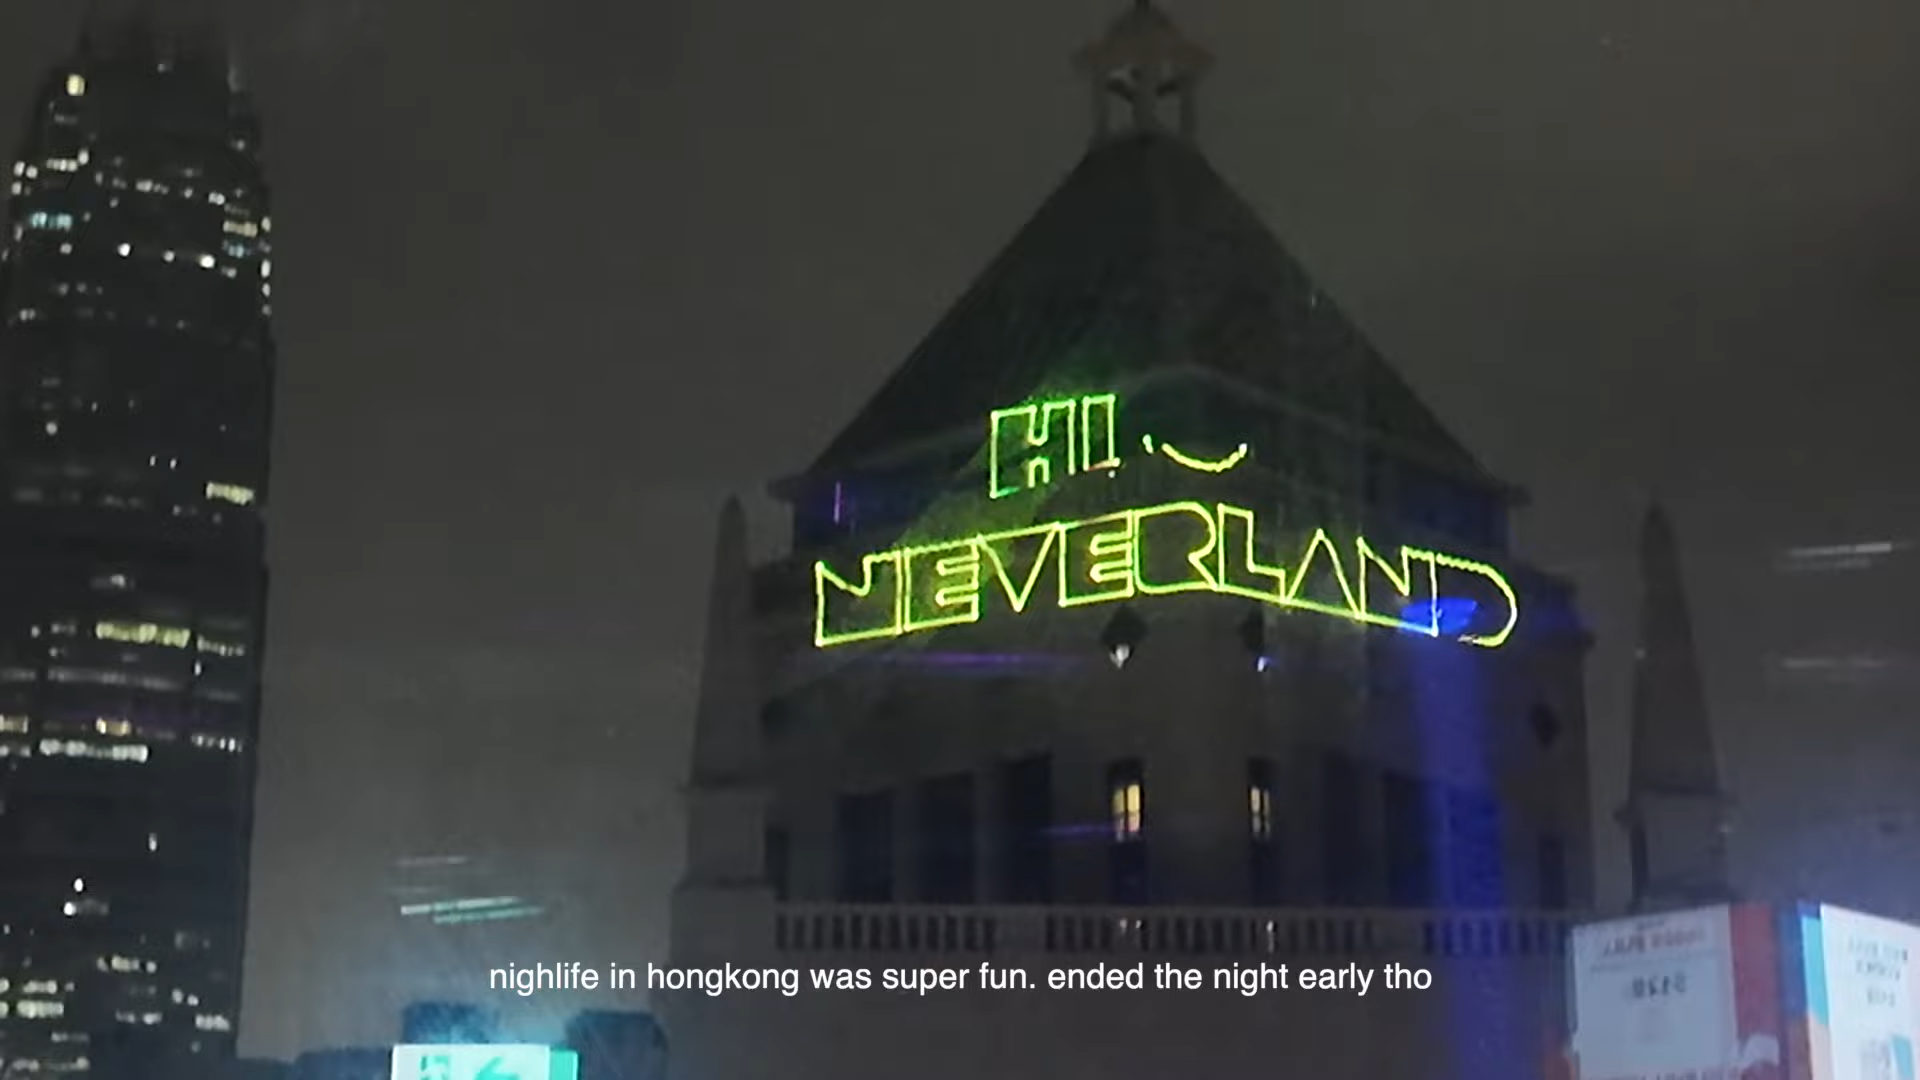 HI
NEVERLAND
nighlife in hongkong was super fun. ended the night early tho